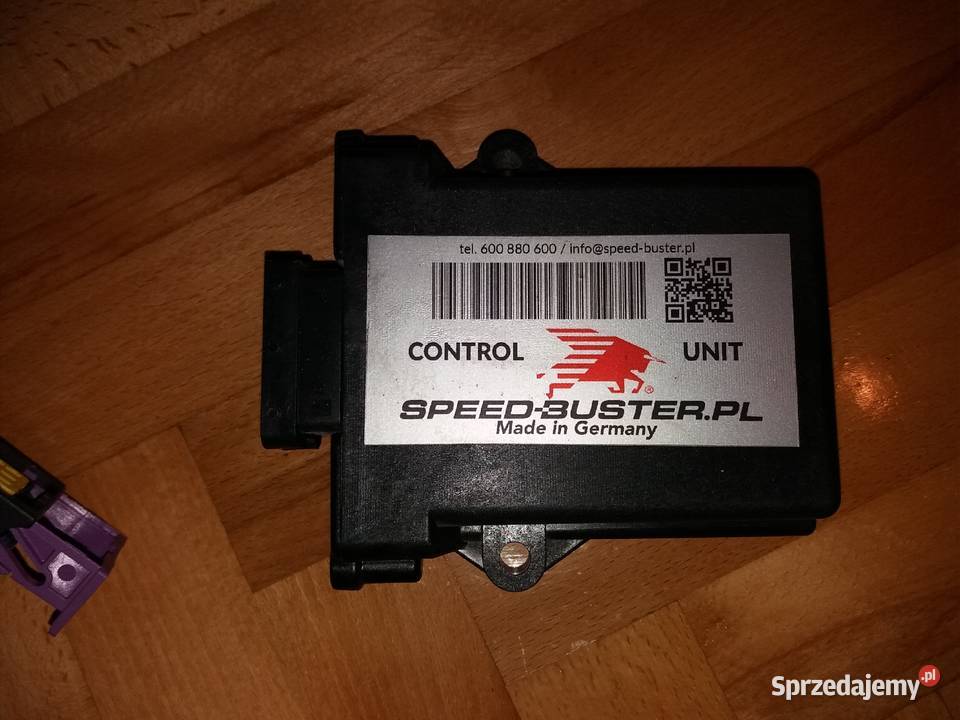 tel. 600 880 600 / info@speed-buster.pl
CONTROL UNIT
®
SPEED-BUSTER.PL
Made in Germany
Sprzedajemy.pl